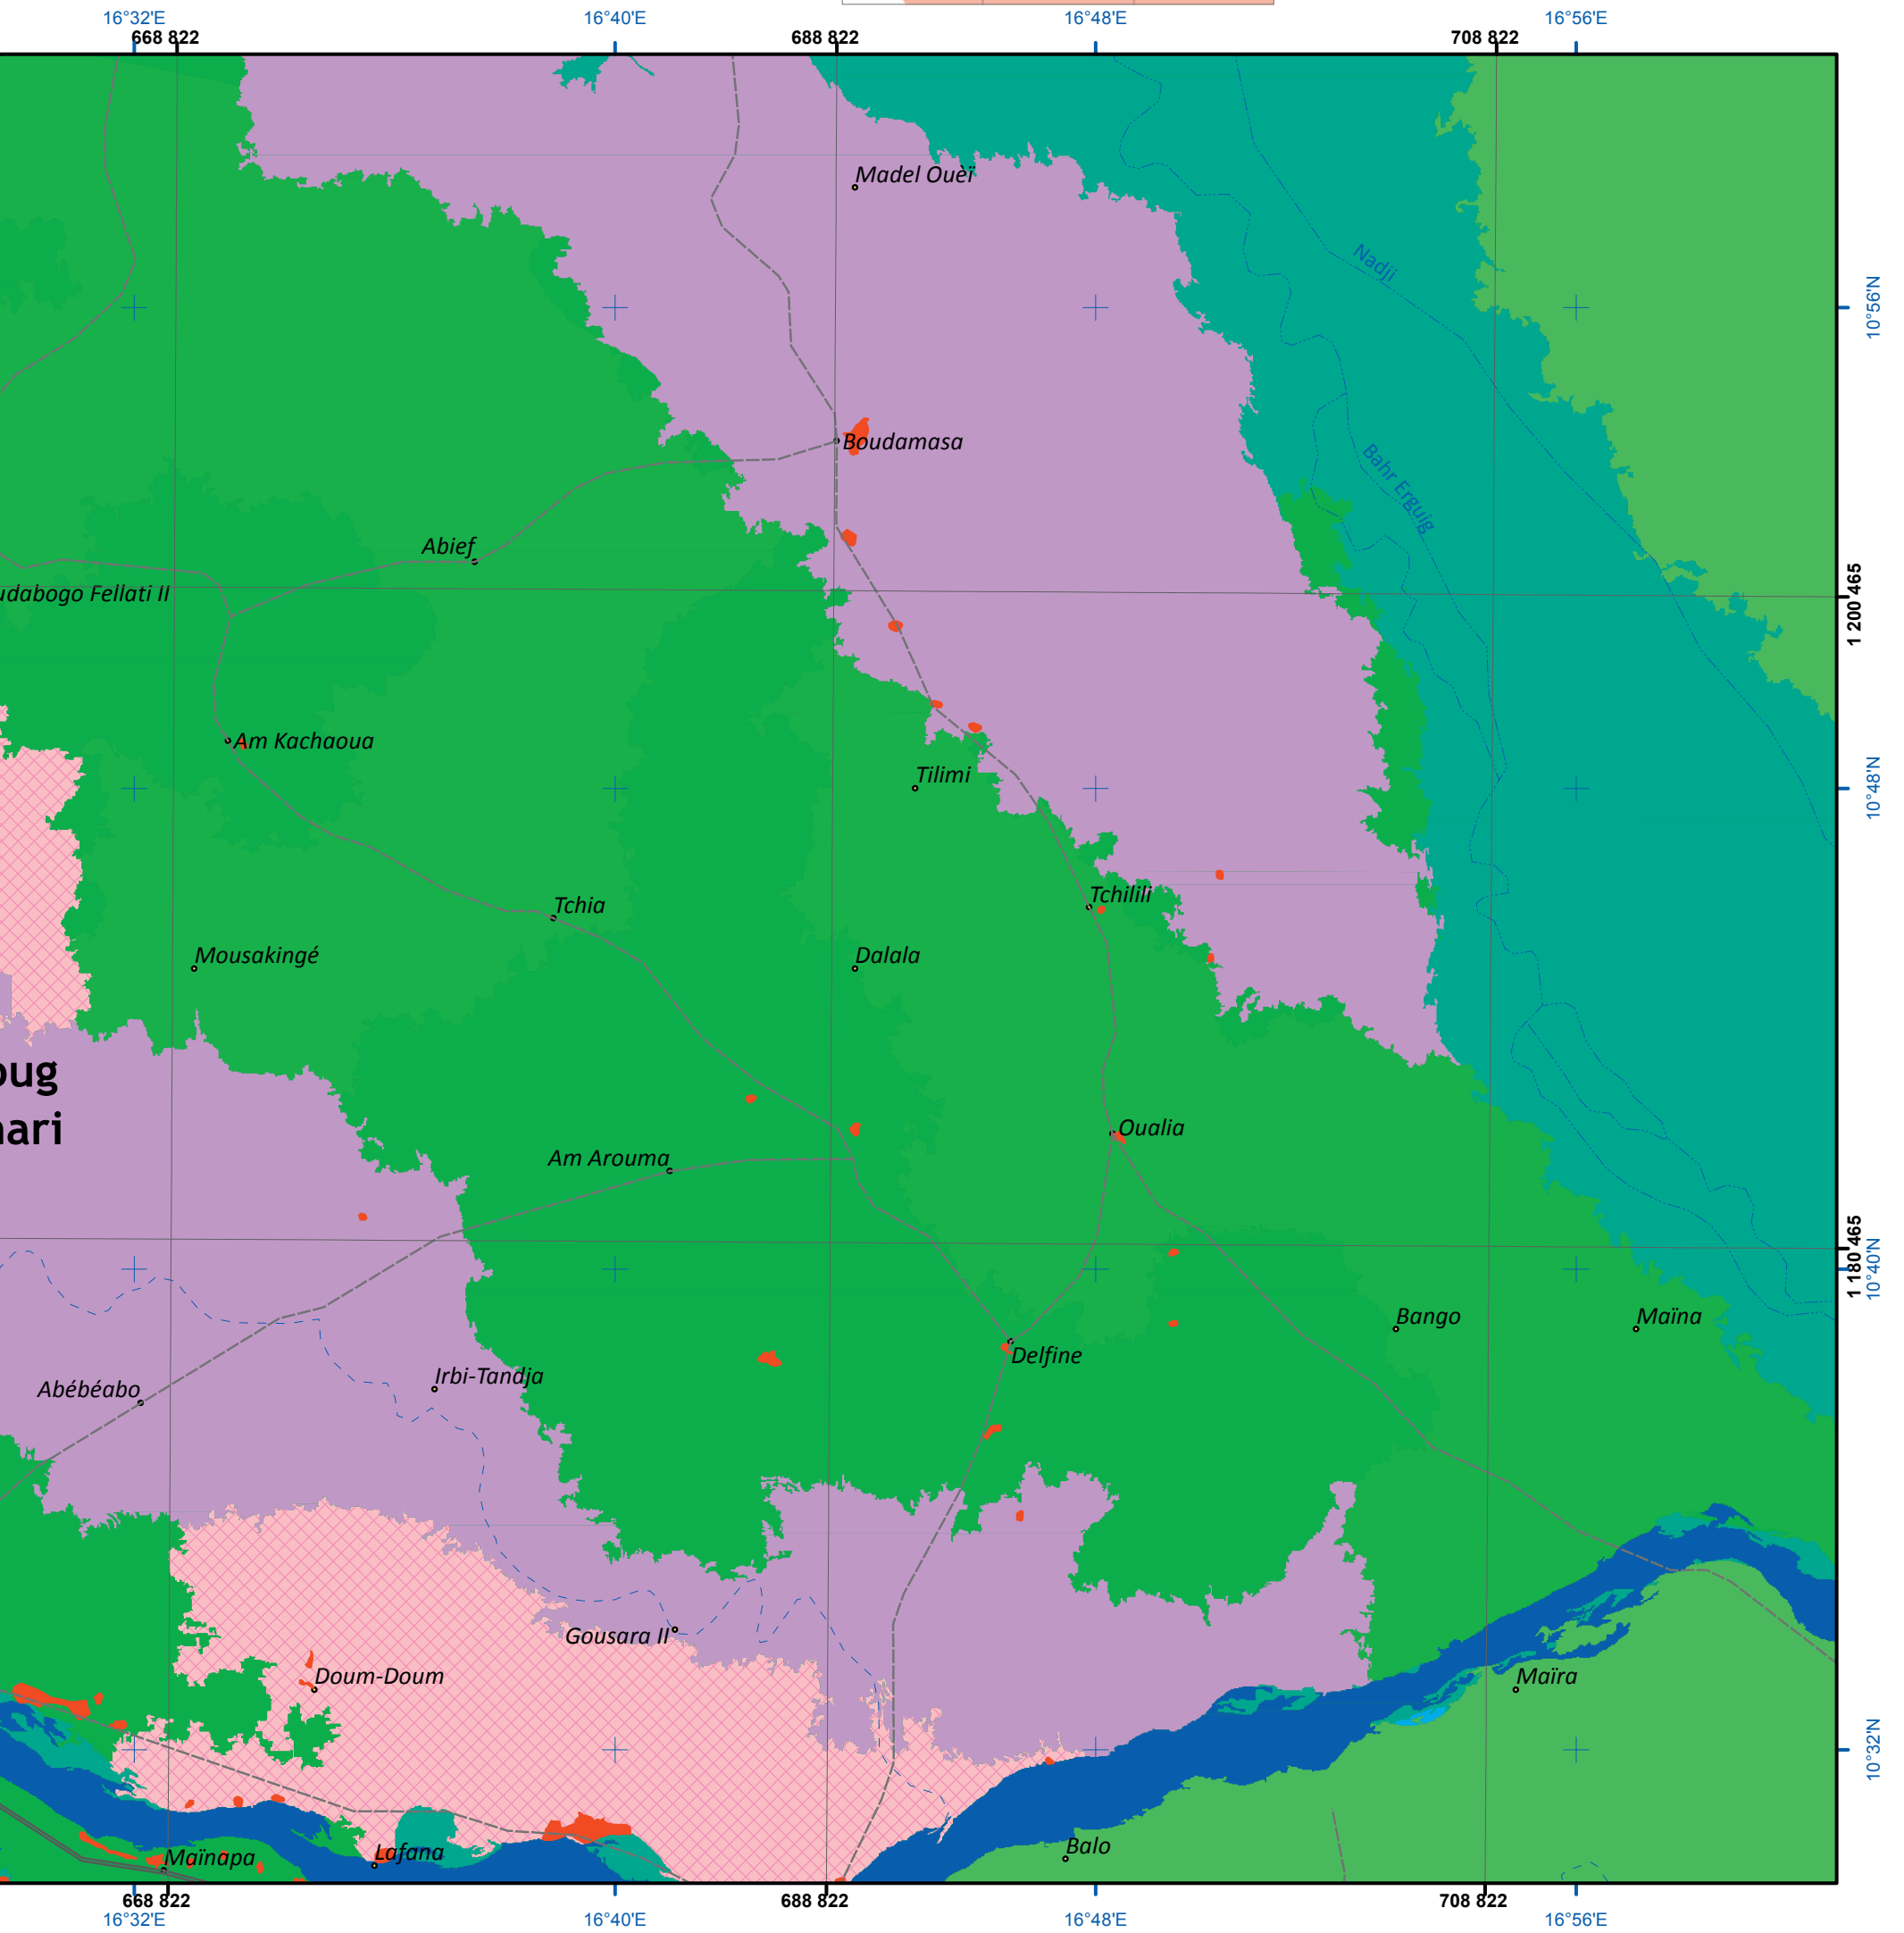 16°32'E 16°40'E 16°48'E 16°56'E
668 822 688 822 708 822
Madel Ouèï
Nadji
10°56'N
Boudamasa
Bahr Erguig
Abief
udabogo Fellati II
1 200 465
Am Kachaoua
Tilimi
10°48'N
Tchilili
Tchia
Mousakingé
Dalala
oug
nari
Oualia
Am Arouma
1 180 465
10°40'N
Bango
Maïna
Delfine
Irbi-Tandja
Abébéabo
Gousara II
Doum-Doum
Maïra
10°32'N
Balo
Lafana
Maïnapa
668 822 688 822 708 822
16°32'E 16°40'E 16°48'E 16°56'E